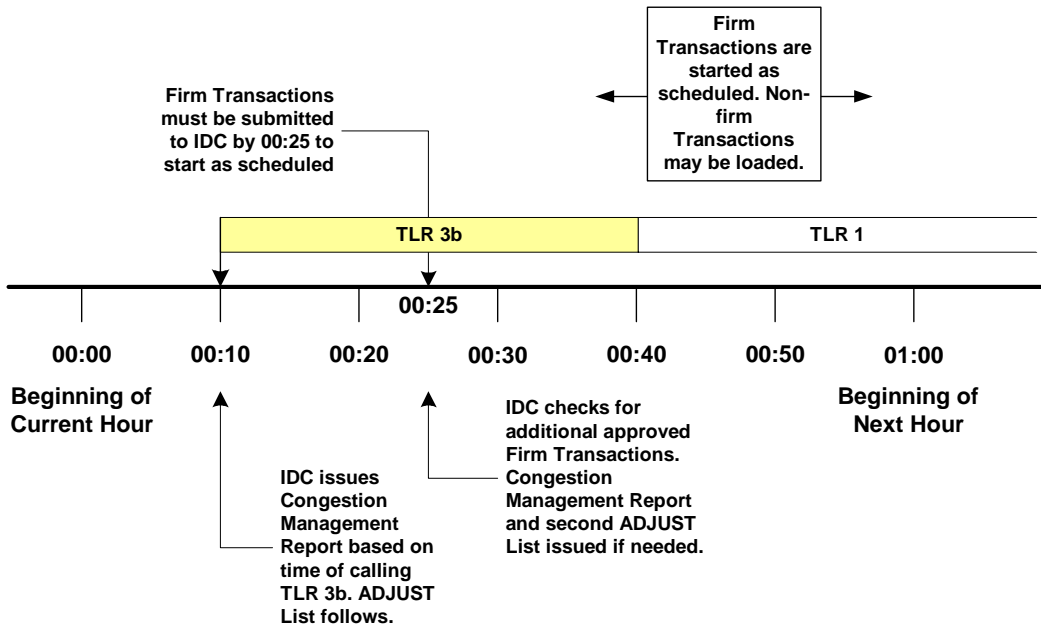 Firm
Transactions are
started as
scheduled. Non-
firm
Transactions
may be loaded.
Firm Transactions
must be submitted
to IDC by 00:25 to
start as scheduled
TLR 3b
TLR 1
00:25
00:00
00:10
00:20
00:30
00:40
00:50
01:00
Beginning of
Current Hour
Beginning of
Next Hour
IDC issues
Congestion
Management
Report based on
time of calling
TLR 3b. ADJUST
List follows.
IDC checks for
additional approved
Firm Transactions.
Congestion
Management Report
and second ADJUST
List issued if needed.